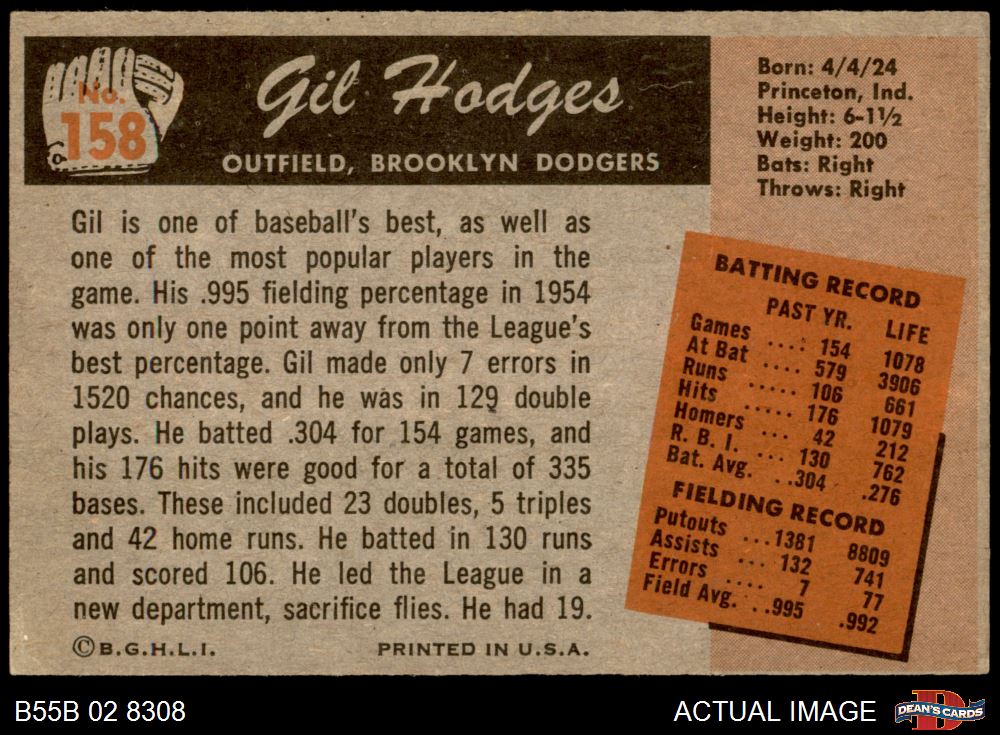 No.
158
Gil Hodges
OUTFIELD, BROOKLYN DODGERS
Born: 4/4/24
Princeton, Ind.
Height: 6-1½
Weight: 200
Bats: Right
Throws: Right
Gil is one of baseball's best, as well as
one of the most popular players in the
game. His .995 fielding percentage in 1954
was only one point away from the League's
best percentage. Gil made only 7 errors in
1520 chances, and he was in 129 double
plays. He batted .304 for 154 games, and
his 176 hits were good for a total of 335
bases. These included 23 doubles, 5 triples
and 42 home runs. He batted in 130 runs
and scored 106. He led the League in a
new department, sacrifice flies. He had 19.
©B.G.H.L.I. PRINTED IN U.S.A.
BATTING RECORD
PAST YR. LIFE
Games .... 154 1078
At Bat .... 579 3906
Runs ..... 106 661
Hits ..... 176 1079
Homers ... 42 212
R. B. I. ... 130 762
Bat. Avg. ..304 .276
FIELDING RECORD
Putouts ...1381 8809
Assists ... 132 741
Errors .... 7 77
Field Avg. ..995 .992
B55B 02 8308
ACTUAL IMAGE
D
DEAN'S CARDS